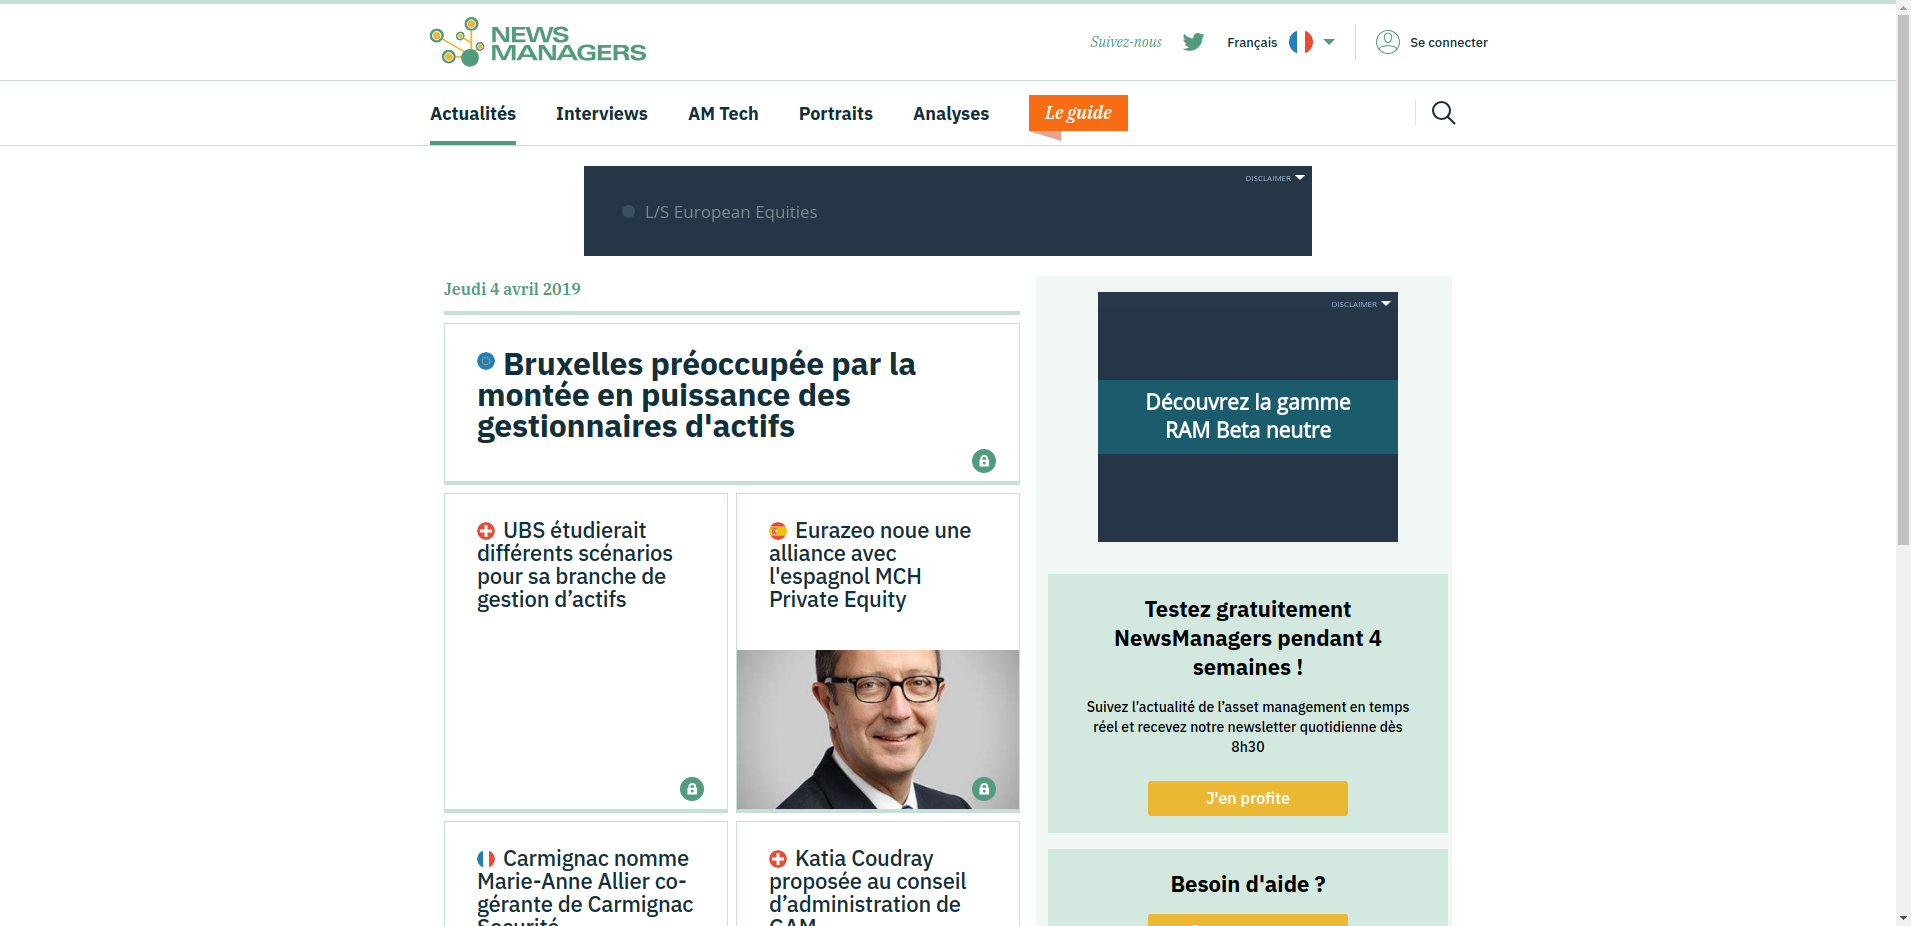 NEWS
MANAGERS
Suivez-nous
Français
Se connecter
Actualités
Interviews
AM Tech
Portraits
Analyses
Le guide
DISCLAIMER
L/S European Equities
Jeudi 4 avril 2019
Bruxelles préoccupée par la
montée en puissance des
gestionnaires d'actifs
UBS étudierait
différents scénarios
pour sa branche de
gestion d’actifs
Eurazeo noue une
alliance avec
l'espagnol MCH
Private Equity
Carmignac nomme
Marie-Anne Allier co-
gérante de Carmignac
Securité
Katia Coudray
proposée au conseil
d’administration de
GAM
DISCLAIMER
Découvrez la gamme
RAM Beta neutre
Testez gratuitement
NewsManagers pendant 4
semaines !
Suivez l’actualité de l’asset management en temps
réel et recevez notre newsletter quotidienne dès
8h30
J'en profite
Besoin d'aide ?